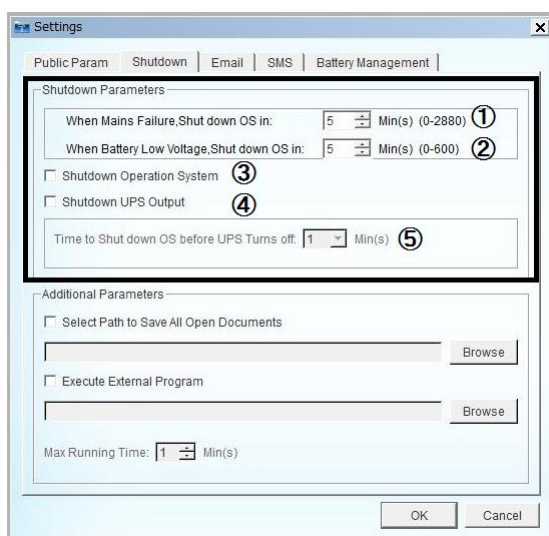 Settings
Public Param Shutdown Email SMS Battery Management
Shutdown Parameters
When Mains Failure,Shut down OS in: 5 Min(s) (0-2880) ①
When Battery Low Voltage,Shut down OS in: 5 Min(s) (0-600) ②
Shutdown Operation System ③
Shutdown UPS Output ④
Time to Shut down OS before UPS Turns off: 1 Min(s) ⑤
Additional Parameters
Select Path to Save All Open Documents
Browse
Execute External Program
Browse
Max Running Time: 1 Min(s)
OK Cancel